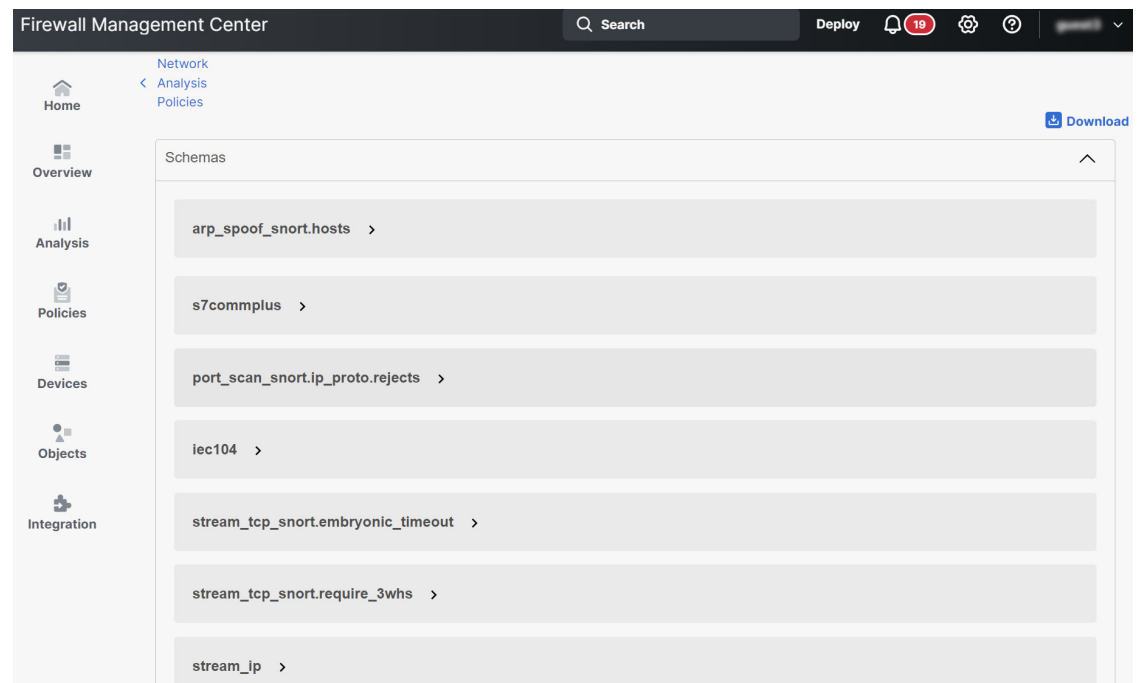 Firewall Management Center
Search
Deploy
19
Network
Analysis
Policies
Download
Home
Overview
Analysis
Policies
Devices
Objects
Integration
Schemas
arp_spoof_snort.hosts
s7commplus
port_scan_snort.ip_proto.rejects
iec104
stream_tcp_snort.embryonic_timeout
stream_tcp_snort.require_3whs
stream_ip